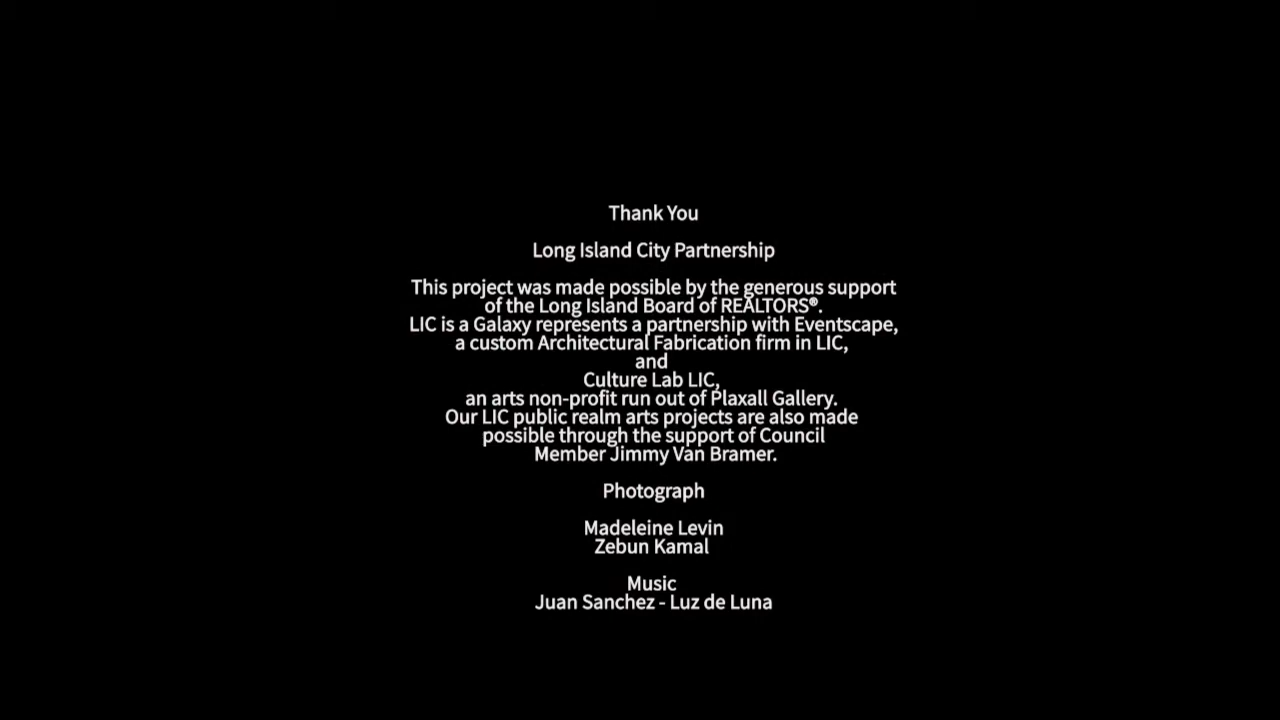 Thank You
Long Island City Partnership
This project was made possible by the generous support
of the Long Island Board of REALTORS®.
LIC is a Galaxy represents a partnership with Eventscape,
a custom Architectural Fabrication firm in LIC,
and
Culture Lab LIC,
an arts non-profit run out of Plaxall Gallery.
Our LIC public realm arts projects are also made
possible through the support of Council
Member Jimmy Van Bramer.
Photograph
Madeleine Levin
Zebun Kamal
Music
Juan Sanchez - Luz de Luna